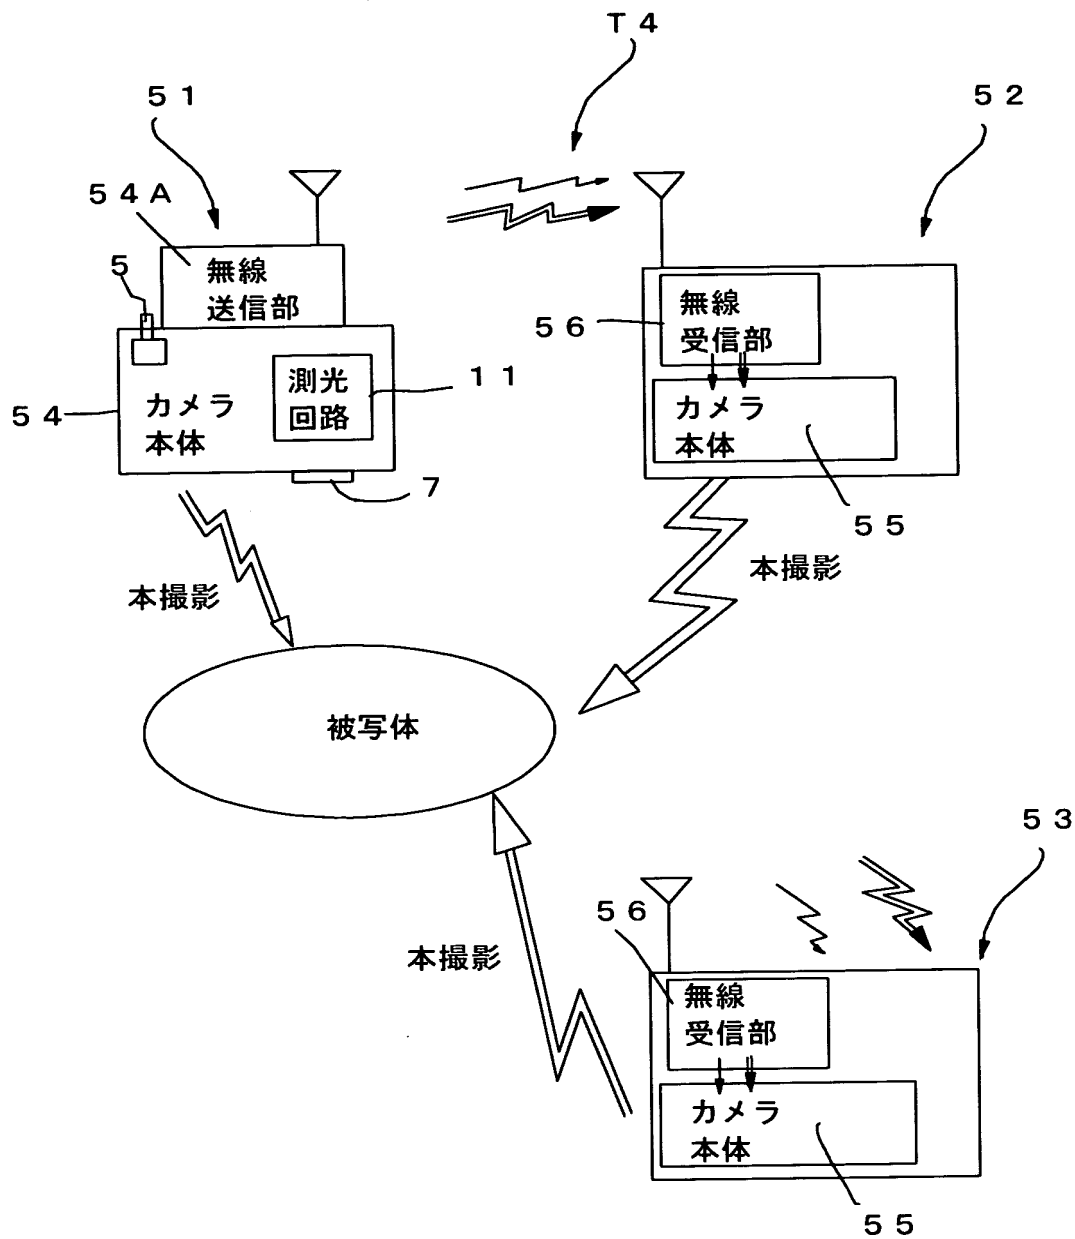 Ｔ４
５１
５２
５４Ａ
５
無線
送信部
５６
無線
受信部
５４
カメラ
本体
測光
回路
１１
カメラ
本体
７
５５
本撮影
本撮影
被写体
５３
５６
本撮影
無線
受信部
カメラ
本体
５５